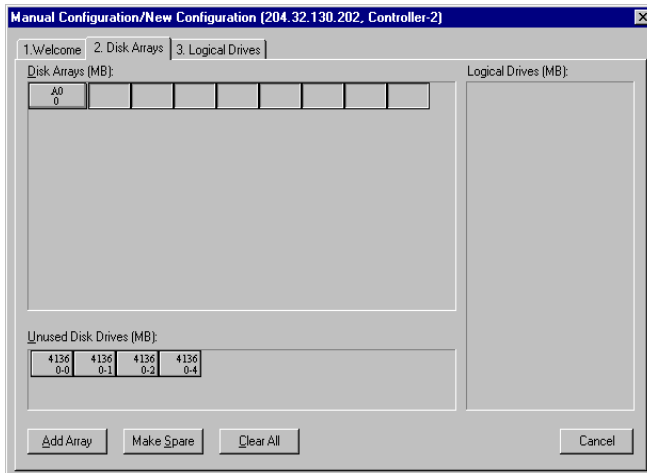 Manual Configuration/New Configuration (204.32.130.202, Controller-2)
1.Welcome 2. Disk Arrays 3. Logical Drives
Disk Arrays (MB):
Logical Drives (MB):
A0
0
Unused Disk Drives (MB):
4136 4136 4136 4136
0-0 0-1 0-2 0-4
Add Array Make Spare Clear All Cancel